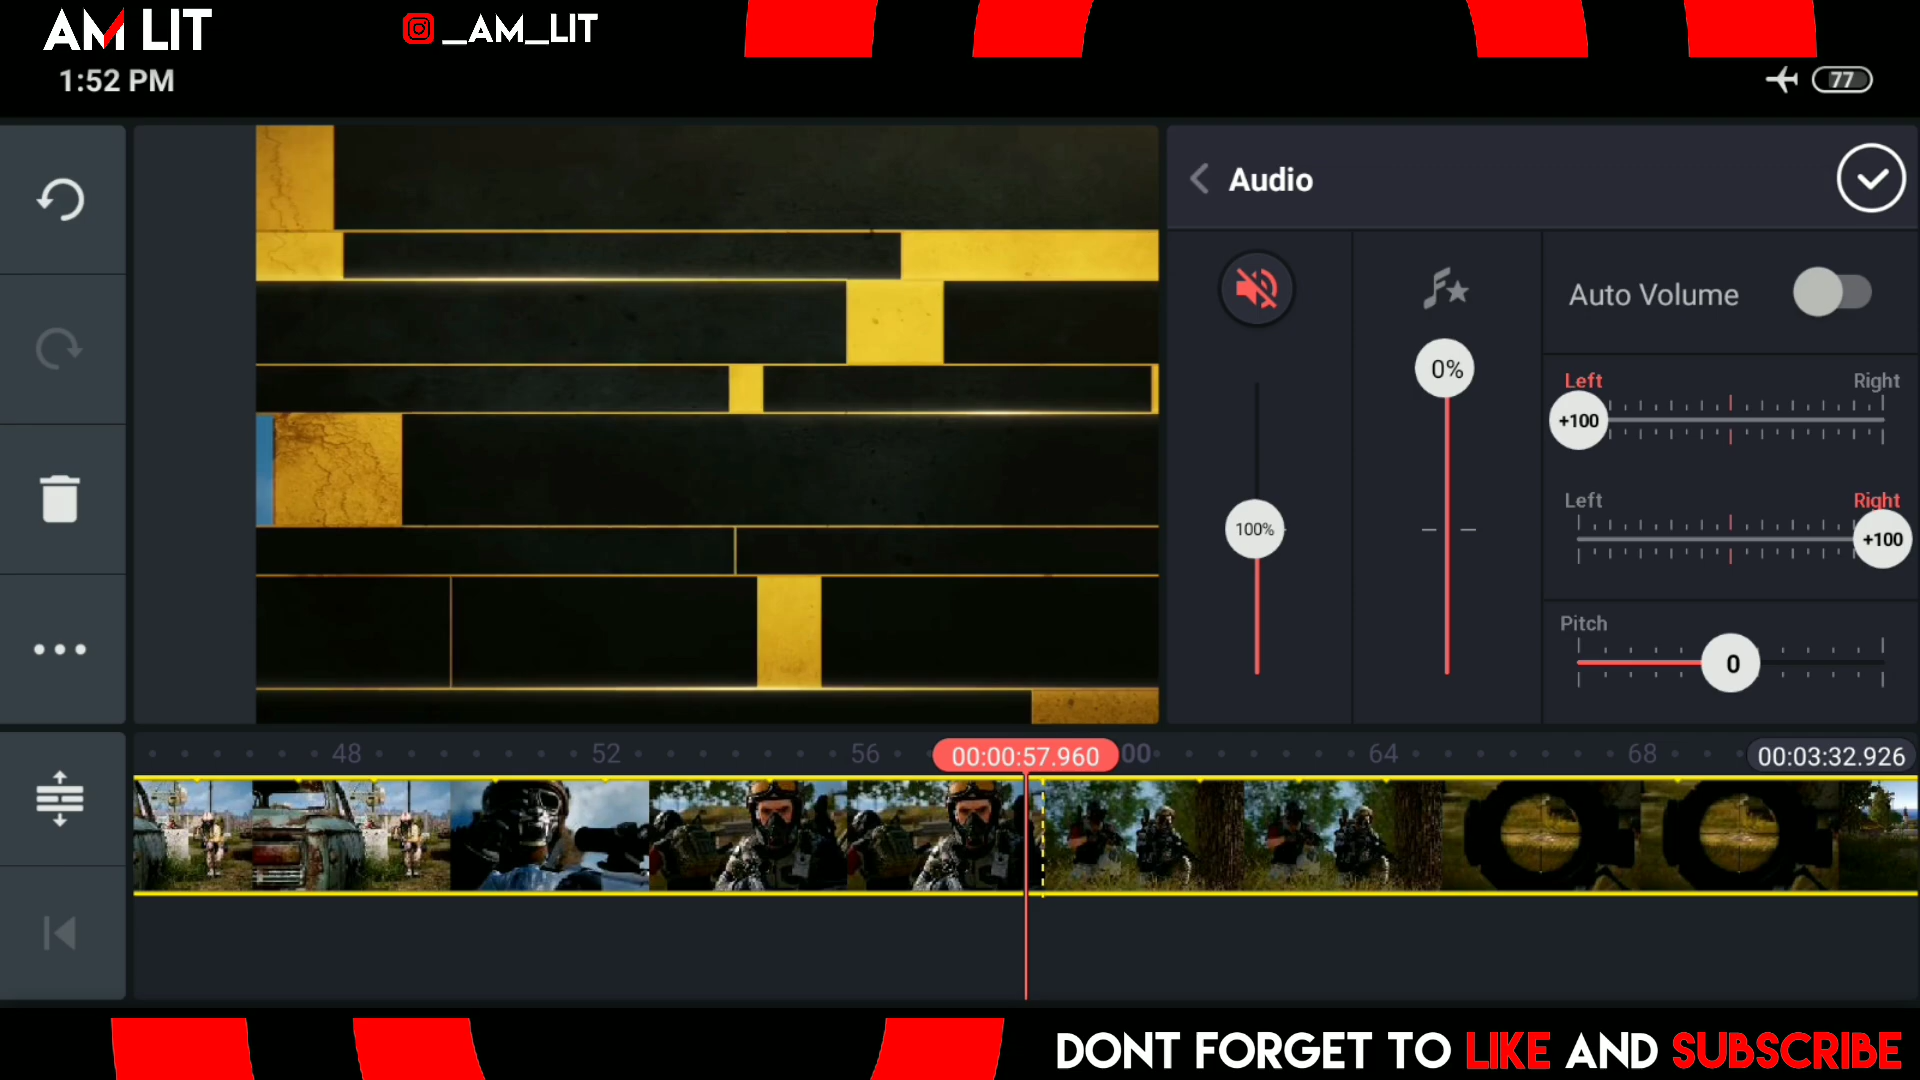 AM LIT
_AM_LIT
1:52 PM
77
Audio
Auto Volume
0%
100%
Left Right
+100
Left Right
+100
Pitch
0
48 52 56 00:00:57.960 00 64 68 00:03:32.926
DONT FORGET TO LIKE AND SUBSCRIBE